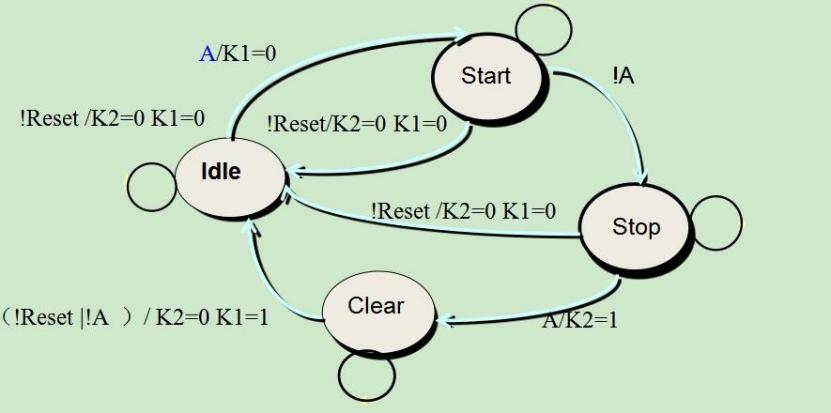 A/K1=0
Start
!A
!Reset /K2=0 K1=0
!Reset/K2=0 K1=0
Idle
!Reset /K2=0 K1=0
Stop
Clear
（!Reset |!A ）/ K2=0 K1=1
A/K2=1